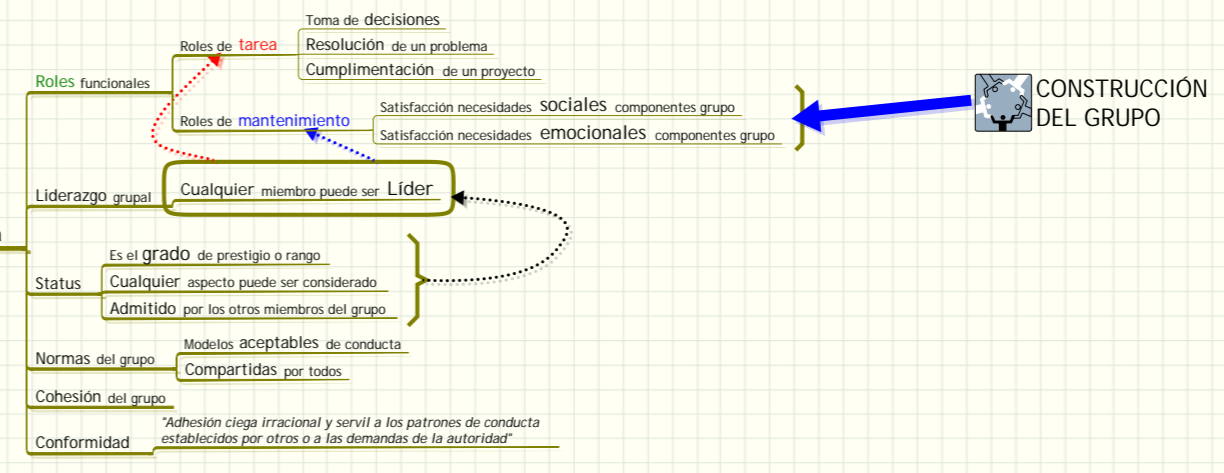 Toma de decisiones
Roles de tarea
Resolución de un problema
Cumplimentación de un proyecto
Roles funcionales
Satisfacción necesidades sociales componentes grupo
Roles de mantenimiento
Satisfacción necesidades emocionales componentes grupo
CONSTRUCCIÓN
DEL GRUPO
Liderazgo grupal
Cualquier miembro puede ser Líder
Es el grado de prestigio o rango
Status
Cualquier aspecto puede ser considerado
Admitido por los otros miembros del grupo
Modelos aceptables de conducta
Normas del grupo
Compartidas por todos
Cohesión del grupo
Conformidad
"Adhesión ciega irracional y servil a los patrones de conducta
establecidos por otros o a las demandas de la autoridad"